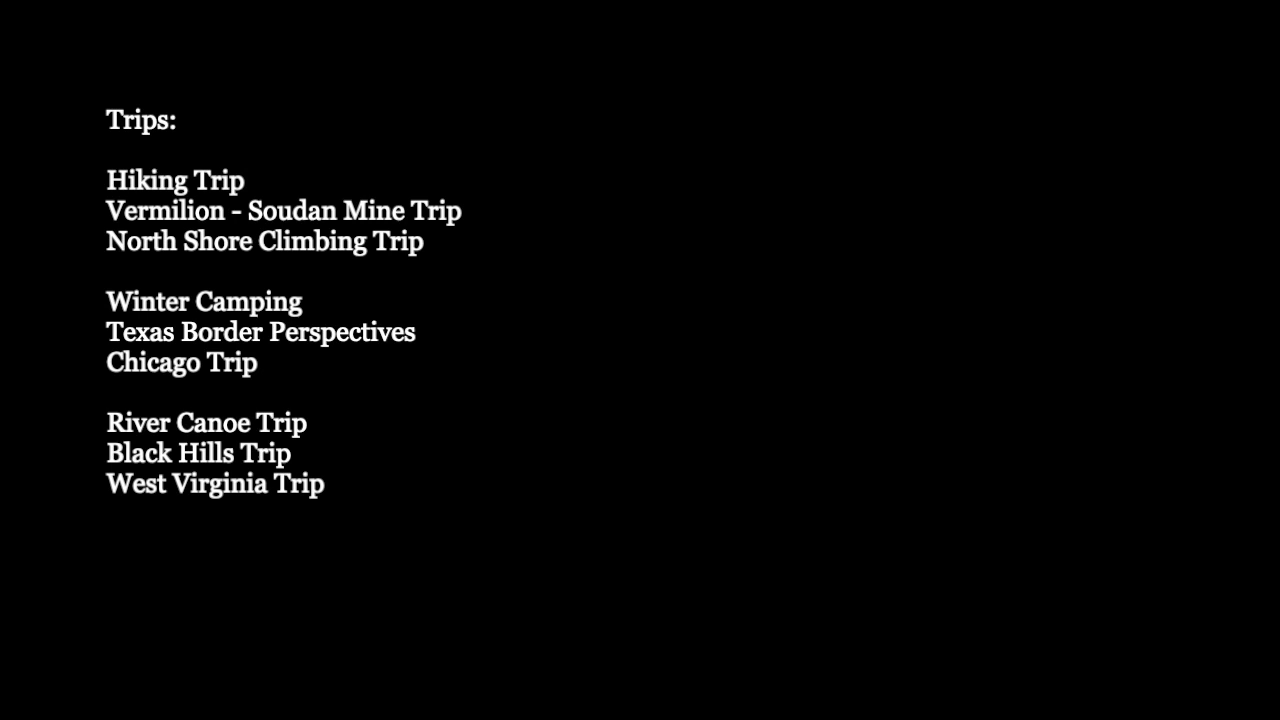 Trips:
Hiking Trip
Vermilion - Soudan Mine Trip
North Shore Climbing Trip
Winter Camping
Texas Border Perspectives
Chicago Trip
River Canoe Trip
Black Hills Trip
West Virginia Trip